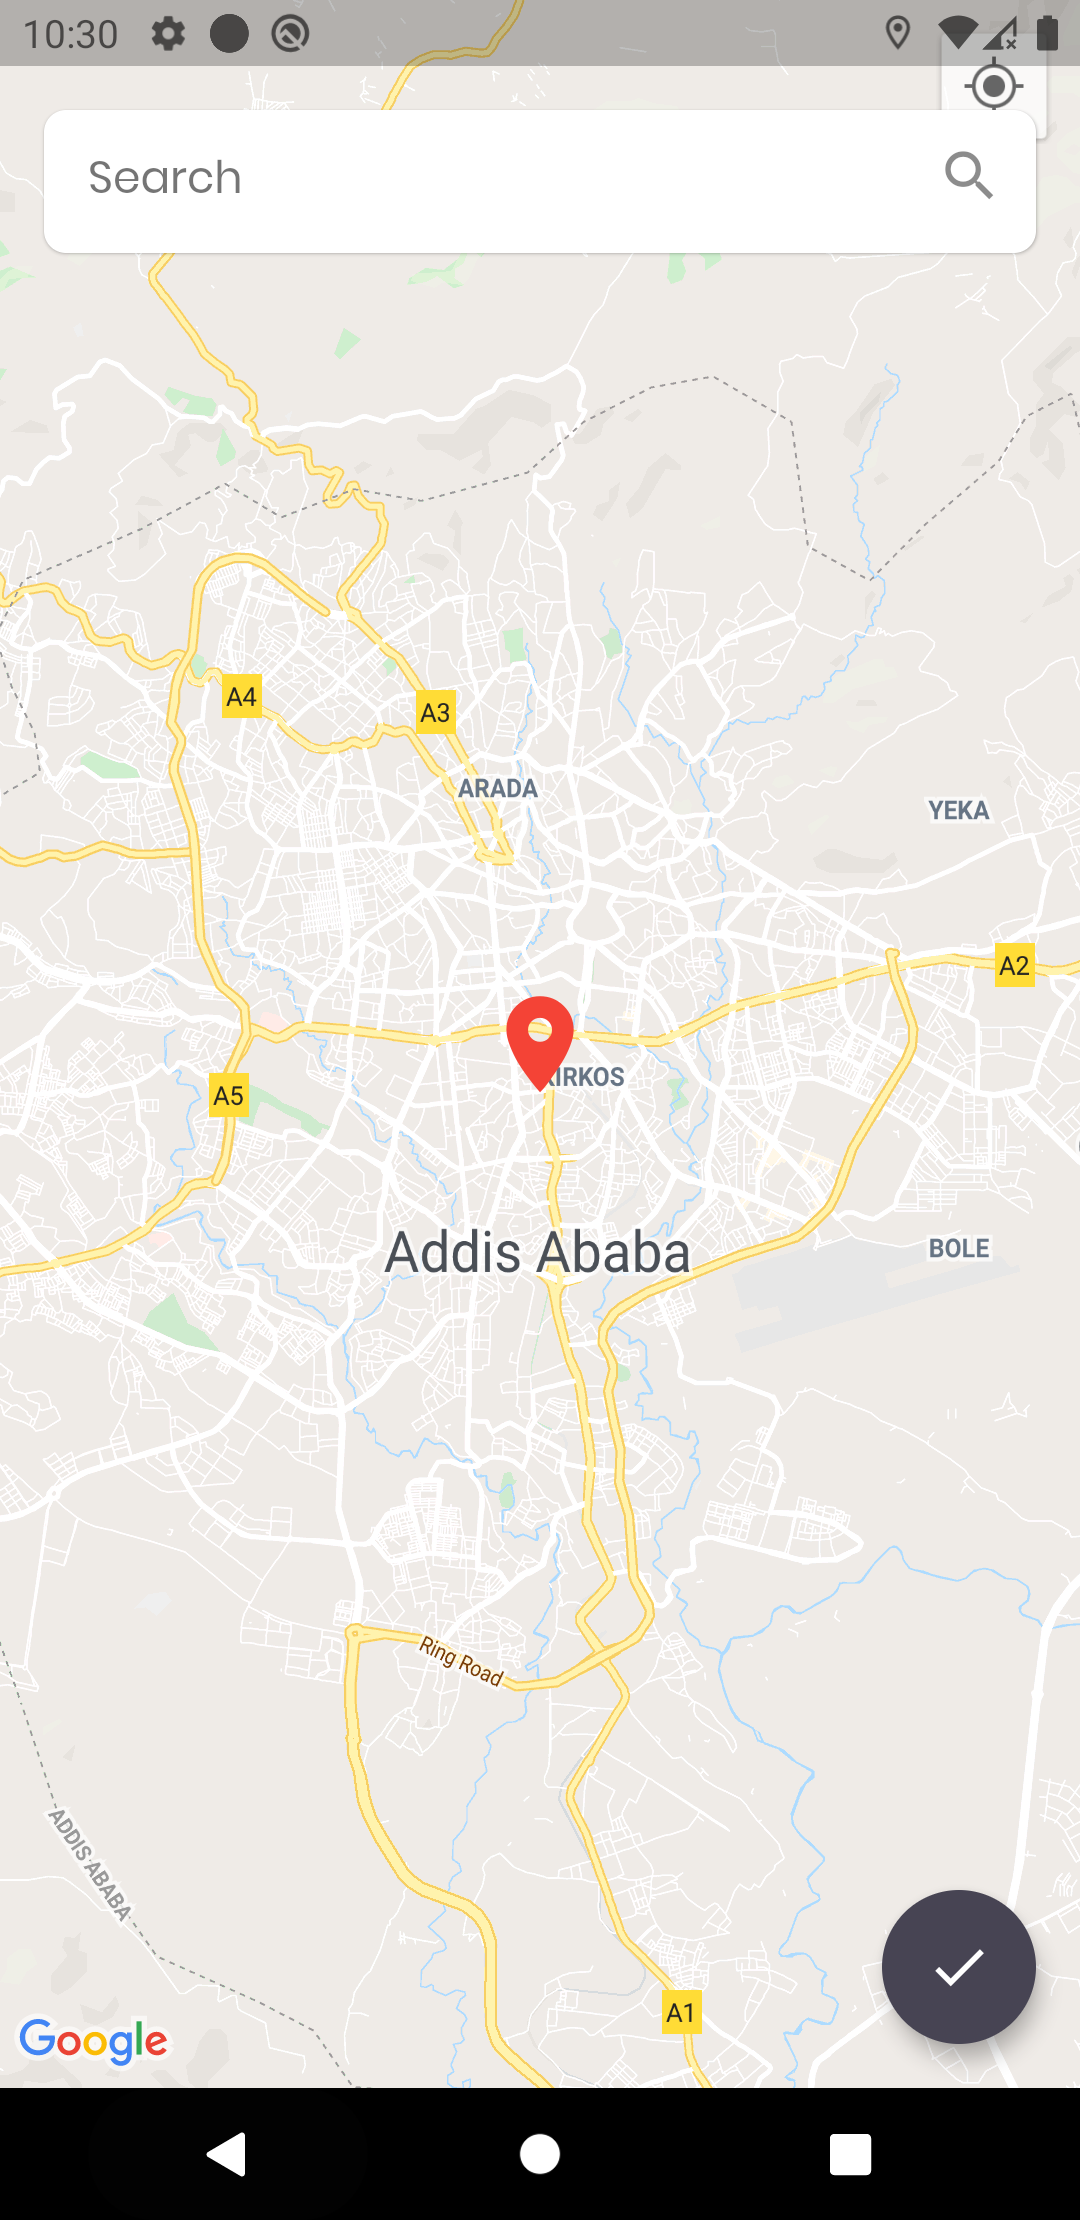 10:30
Search
A4
A3
ARADA
YEKA
A2
KIRKOS
A5
Addis Ababa
BOLE
Ring Road
ADDIS ABABA
A1
Google